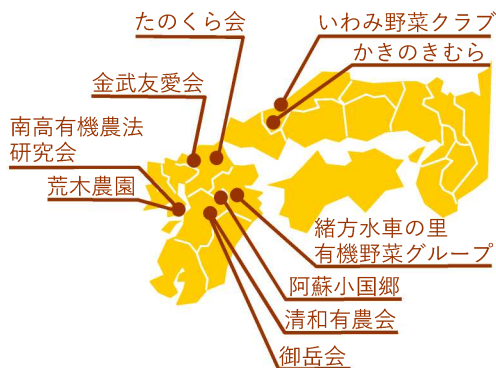 たのくら会
いわみ野菜クラブ
かきのきむら
金武友愛会
南高有機農法
研究会
荒木農園
緒方水車の里
有機野菜グループ
阿蘇小国郷
清和有農会
御岳会